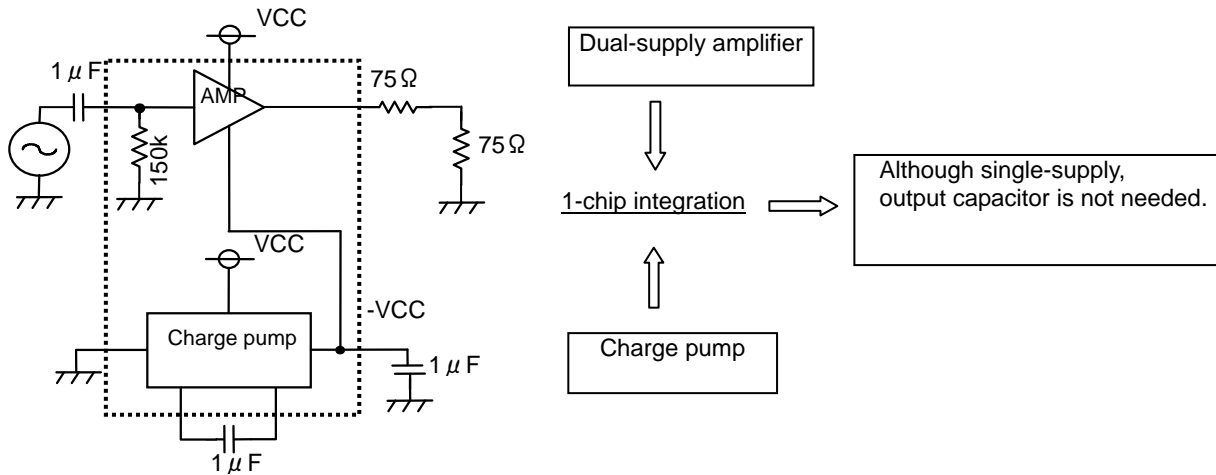 VCC
1μF
AMP
75Ω
150k
75Ω
VCC
-VCC
Charge pump
1μF
1μF
Dual-supply amplifier
1-chip integration
Charge pump
Although single-supply,
output capacitor is not needed.